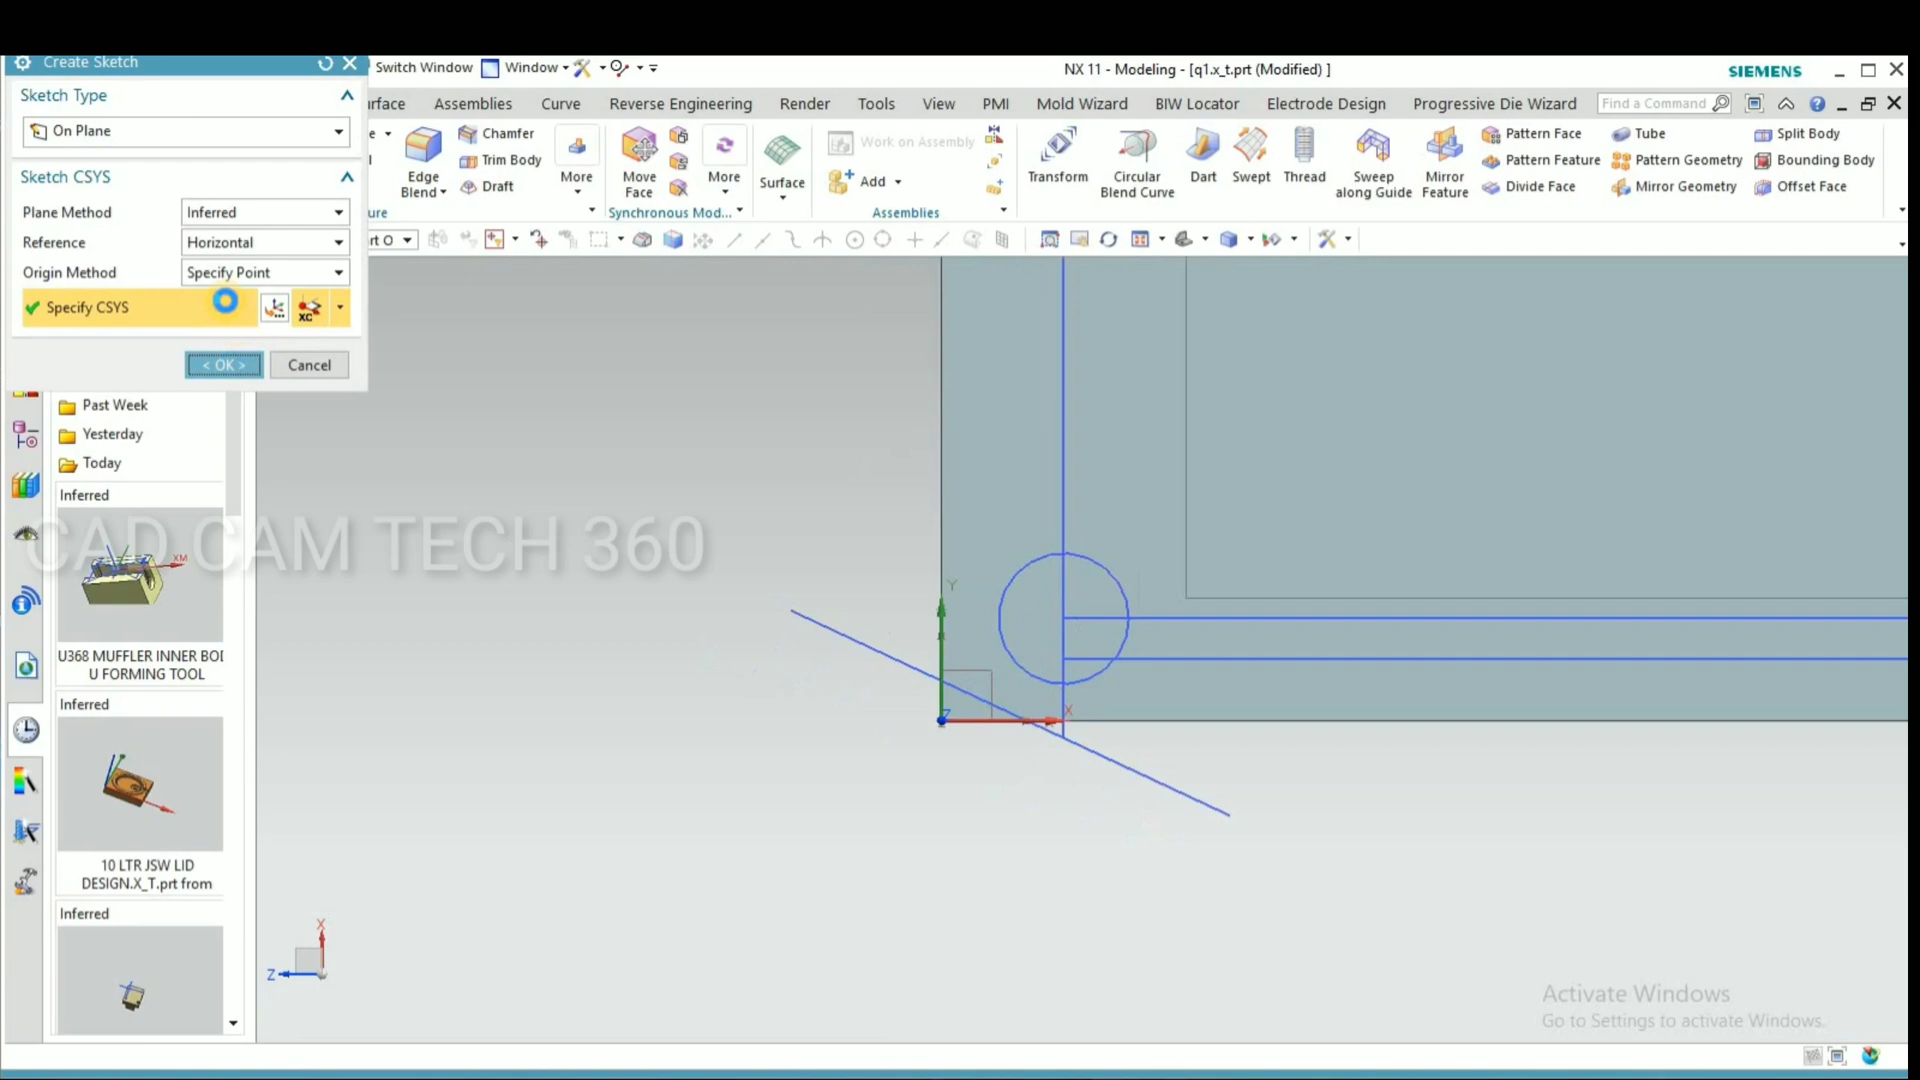 Create Sketch
Switch Window
Window
NX 11 - Modeling - [q1.x_t.prt (Modified) ]
SIEMENS
Sketch Type
On Plane
urface
Assemblies
Curve
Reverse Engineering
Render
Tools
View
PMI
Mold Wizard
BIW Locator
Electrode Design
Progressive Die Wizard
Find a Command
Edge
Blend
Chamfer
Trim Body
Draft
More
ure
Move
Face
More
Synchronous Mod...
Surface
Work on Assembly
Add
Assemblies
Transform
Circular
Blend Curve
Dart
Swept
Thread
Sweep
along Guide
Mirror
Feature
Pattern Face
Pattern Feature
Divide Face
Tube
Pattern Geometry
Mirror Geometry
Split Body
Bounding Body
Offset Face
Sketch CSYS
Plane Method
Inferred
Reference
Horizontal
rt O
Origin Method
Specify Point
Specify CSYS
XC
< OK >
Cancel
Past Week
Yesterday
Today
Inferred
CAD CAM TECH 360
XM
U368 MUFFLER INNER BOD
U FORMING TOOL
Inferred
10 LTR JSW LID
DESIGN.X_T.prt from
Inferred
Y
Z
X
X
Z
Activate Windows
Go to Settings to activate Windows.